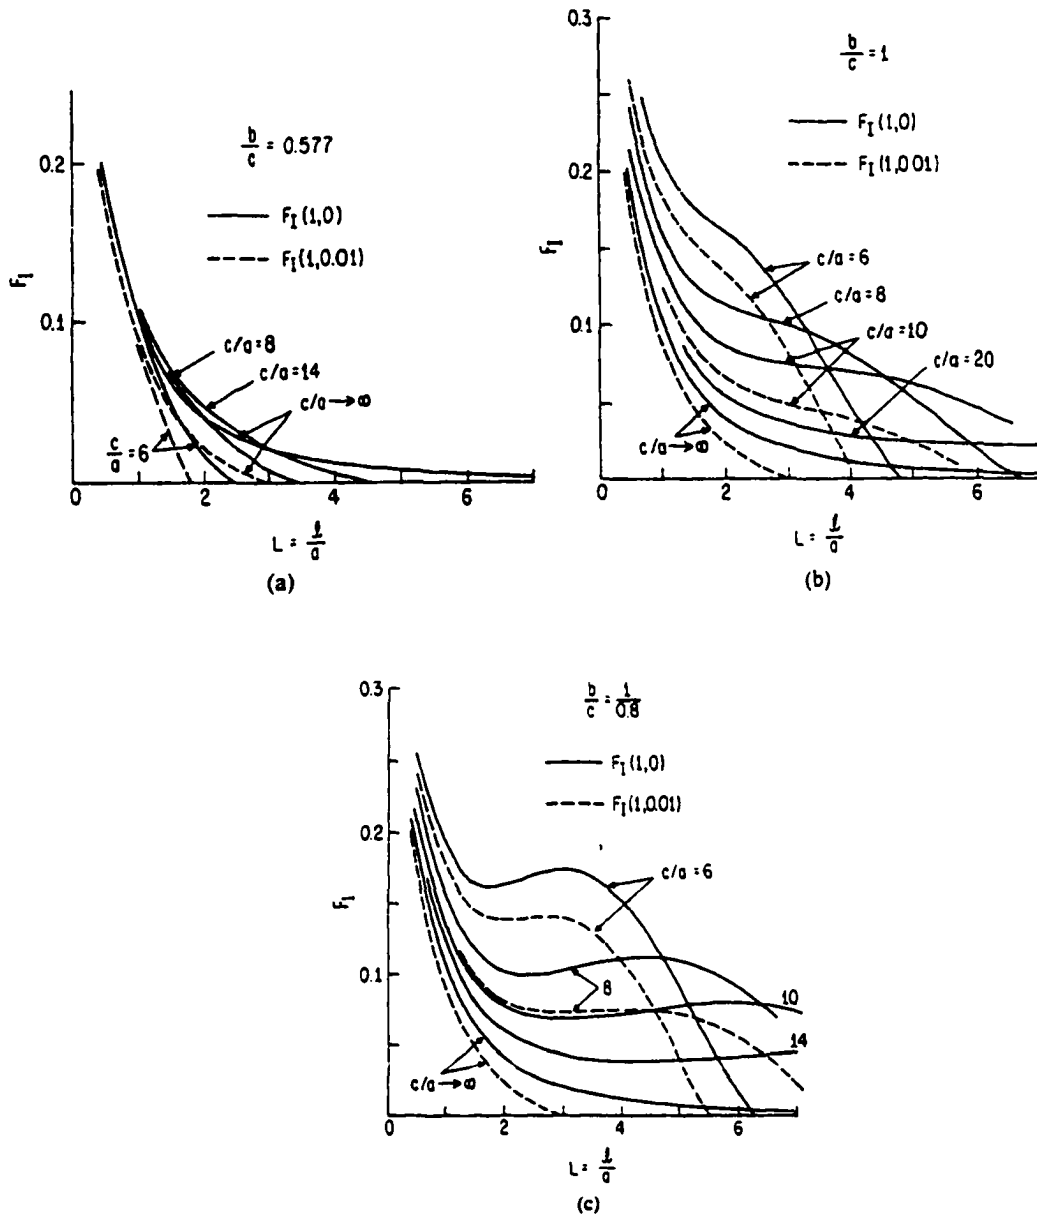 b/c = 0.577
F_I(1,0)
F_I(1,0.01)
0.2
0.1
F_I
c/a=8
c/a=14
c/a→∞
c/a=6
0
2
4
6
L = l/a
(a)
0.3
0.2
0.1
F_I
b/c = 1
F_I(1,0)
F_I(1,0.01)
c/a=6
c/a=8
c/a=10
c/a=20
c/a→∞
0
2
4
6
L = l/a
(b)
0.3
0.2
0.1
F_I
b/c = 1/0.8
F_I(1,0)
F_I(1,0.01)
c/a=6
8
10
14
c/a→∞
0
2
4
6
L = l/a
(c)